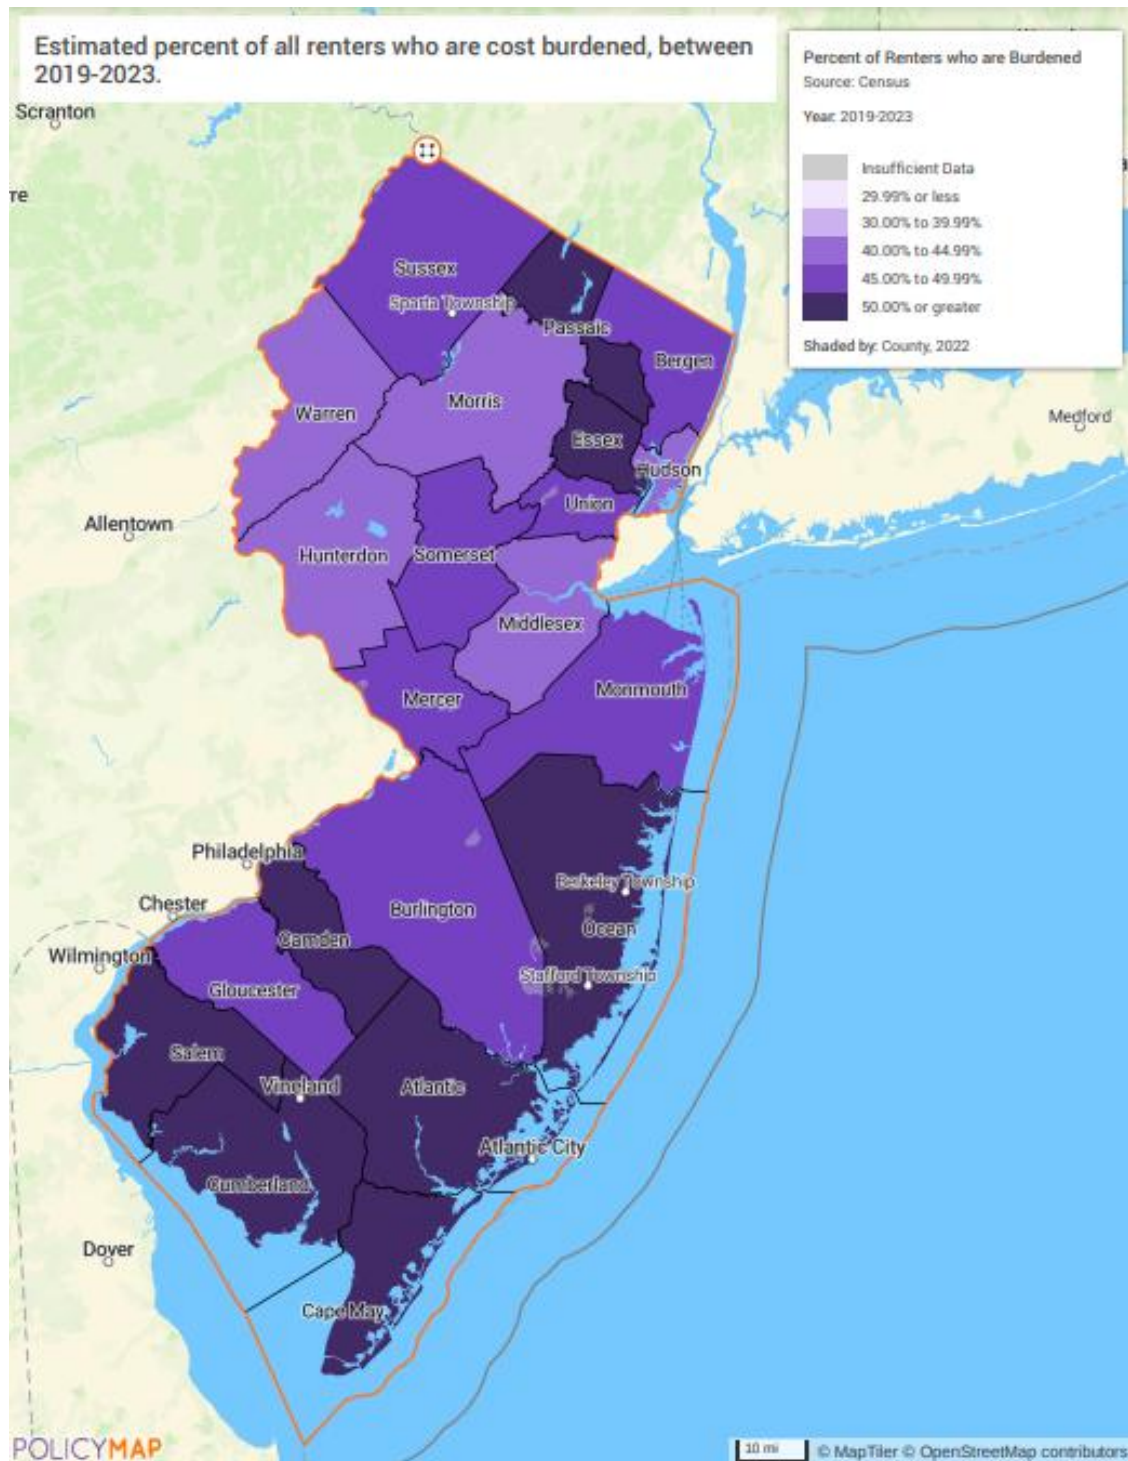 Estimated percent of all renters who are cost burdened, between
2019-2023.
Percent of Renters who are Burdened
Source: Census
Year: 2019-2023
Insufficient Data
29.99% or less
30.00% to 39.99%
40.00% to 44.99%
45.00% to 49.99%
50.00% or greater
Shaded by: County, 2022
Scranton
re
Sussex
Sparta Township
Passaic
Bergen
Warren
Morris
Medford
Essex
Hudson
Allentown
Union
Hunterdon
Somerset
Middlesex
Mercer
Monmouth
Philadelphia
Berkeley Township
Chester
Burlington
Ocean
Camden
Wilmington
Stafford Township
Gloucester
Salem
Vineland
Atlantic
Atlantic City
Cumberland
Dover
Cape May
POLICYMAP
10 mi
© MapTiler © OpenStreetMap contributors